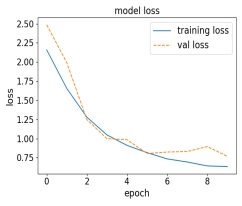 model loss
training loss
val loss
loss
2.50
2.25
2.00
1.75
1.50
1.25
1.00
0.75
0
2
4
6
8
epoch